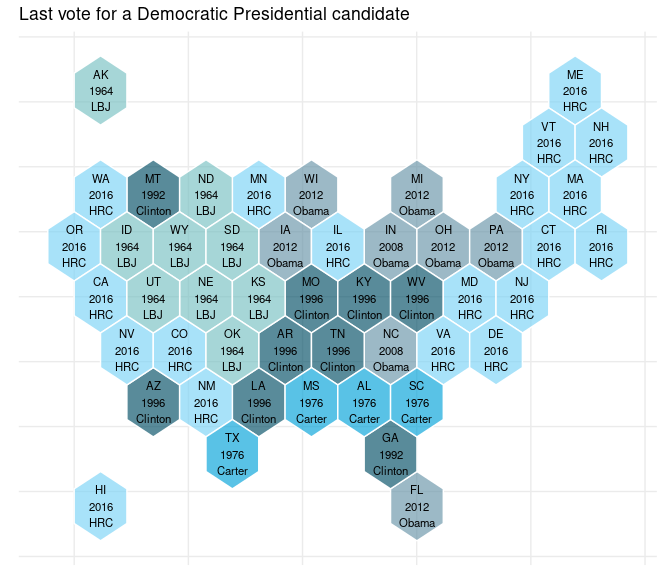 Last vote for a Democratic Presidential candidate
AK
1964
LBJ
ME
2016
HRC
VT
2016
HRC
NH
2016
HRC
WA
2016
HRC
MT
1992
Clinton
ND
1964
LBJ
MN
2016
HRC
WI
2012
Obama
MI
2012
Obama
NY
2016
HRC
MA
2016
HRC
OR
2016
HRC
ID
1964
LBJ
WY
1964
LBJ
SD
1964
LBJ
IA
2012
Obama
IL
2016
HRC
IN
2008
Obama
OH
2012
Obama
PA
2012
Obama
CT
2016
HRC
RI
2016
HRC
CA
2016
HRC
UT
1964
LBJ
NE
1964
LBJ
KS
1964
LBJ
MO
1996
Clinton
KY
1996
Clinton
WV
1996
Clinton
MD
2016
HRC
NJ
2016
HRC
NV
2016
HRC
CO
2016
HRC
OK
1964
LBJ
AR
1996
Clinton
TN
1996
Clinton
NC
2008
Obama
VA
2016
HRC
DE
2016
HRC
AZ
1996
Clinton
NM
2016
HRC
LA
1996
Clinton
MS
1976
Carter
AL
1976
Carter
SC
1976
Carter
TX
1976
Carter
GA
1992
Clinton
HI
2016
HRC
FL
2012
Obama